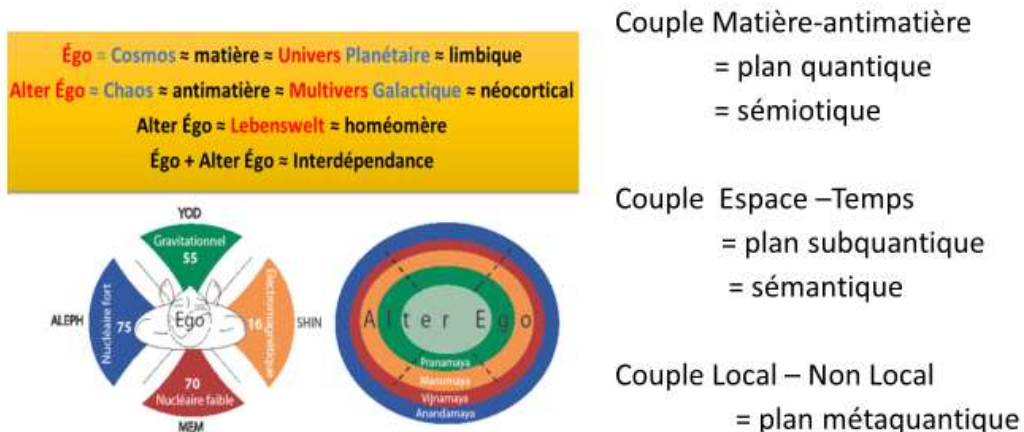 Égo ≈ Cosmos ≈ matière ≈ Univers Planétaire ≈ limbique
Alter Égo ≈ Chaos ≈ antimatière ≈ Multivers Galactique ≈ néocortical
Alter Égo ≈ Lebenswelt ≈ homéomère
Égo + Alter Égo ≈ Interdépendance
YOD
Gravitationnel
55
ALEPH
Nucléaire fort
75
Ego
16
Électromagnétique
SHIN
70
Nucléaire faible
MEM
Alter Ego
Pranamaya
Manomaya
Vijnamaya
Anandamaya
Couple Matière-antimatière
= plan quantique
= sémiotique
Couple Espace –Temps
= plan subquantique
= sémantique
Couple Local – Non Local
= plan métaquantique